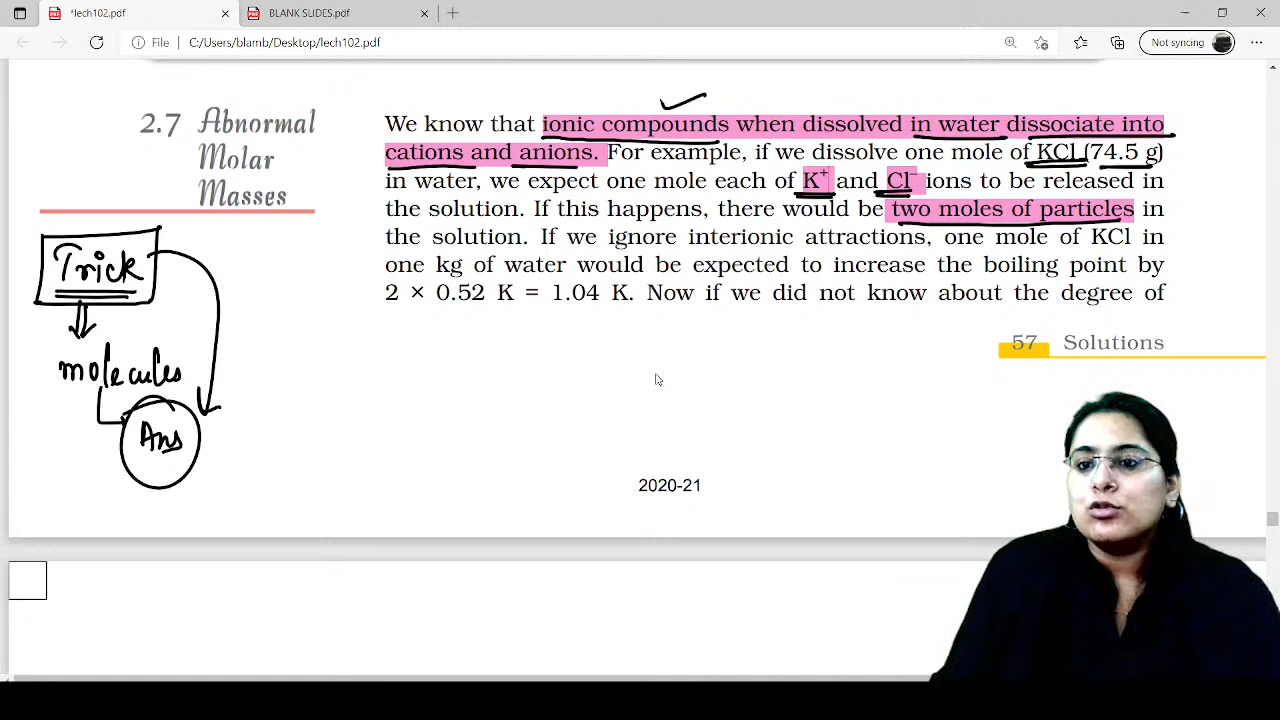 *lech102.pdf
BLANK SLIDES.pdf
File
C:/Users/blamb/Desktop/lech102.pdf
Not syncing
2.7 Abnormal
Molar
Masses
We know that ionic compounds when dissolved in water dissociate into
cations and anions. For example, if we dissolve one mole of KCl (74.5 g)
in water, we expect one mole each of K⁺ and Cl⁻ ions to be released in
the solution. If this happens, there would be two moles of particles in
the solution. If we ignore interionic attractions, one mole of KCl in
one kg of water would be expected to increase the boiling point by
2 × 0.52 K = 1.04 K. Now if we did not know about the degree of
Trick
molecules
Ans
57 Solutions
2020-21